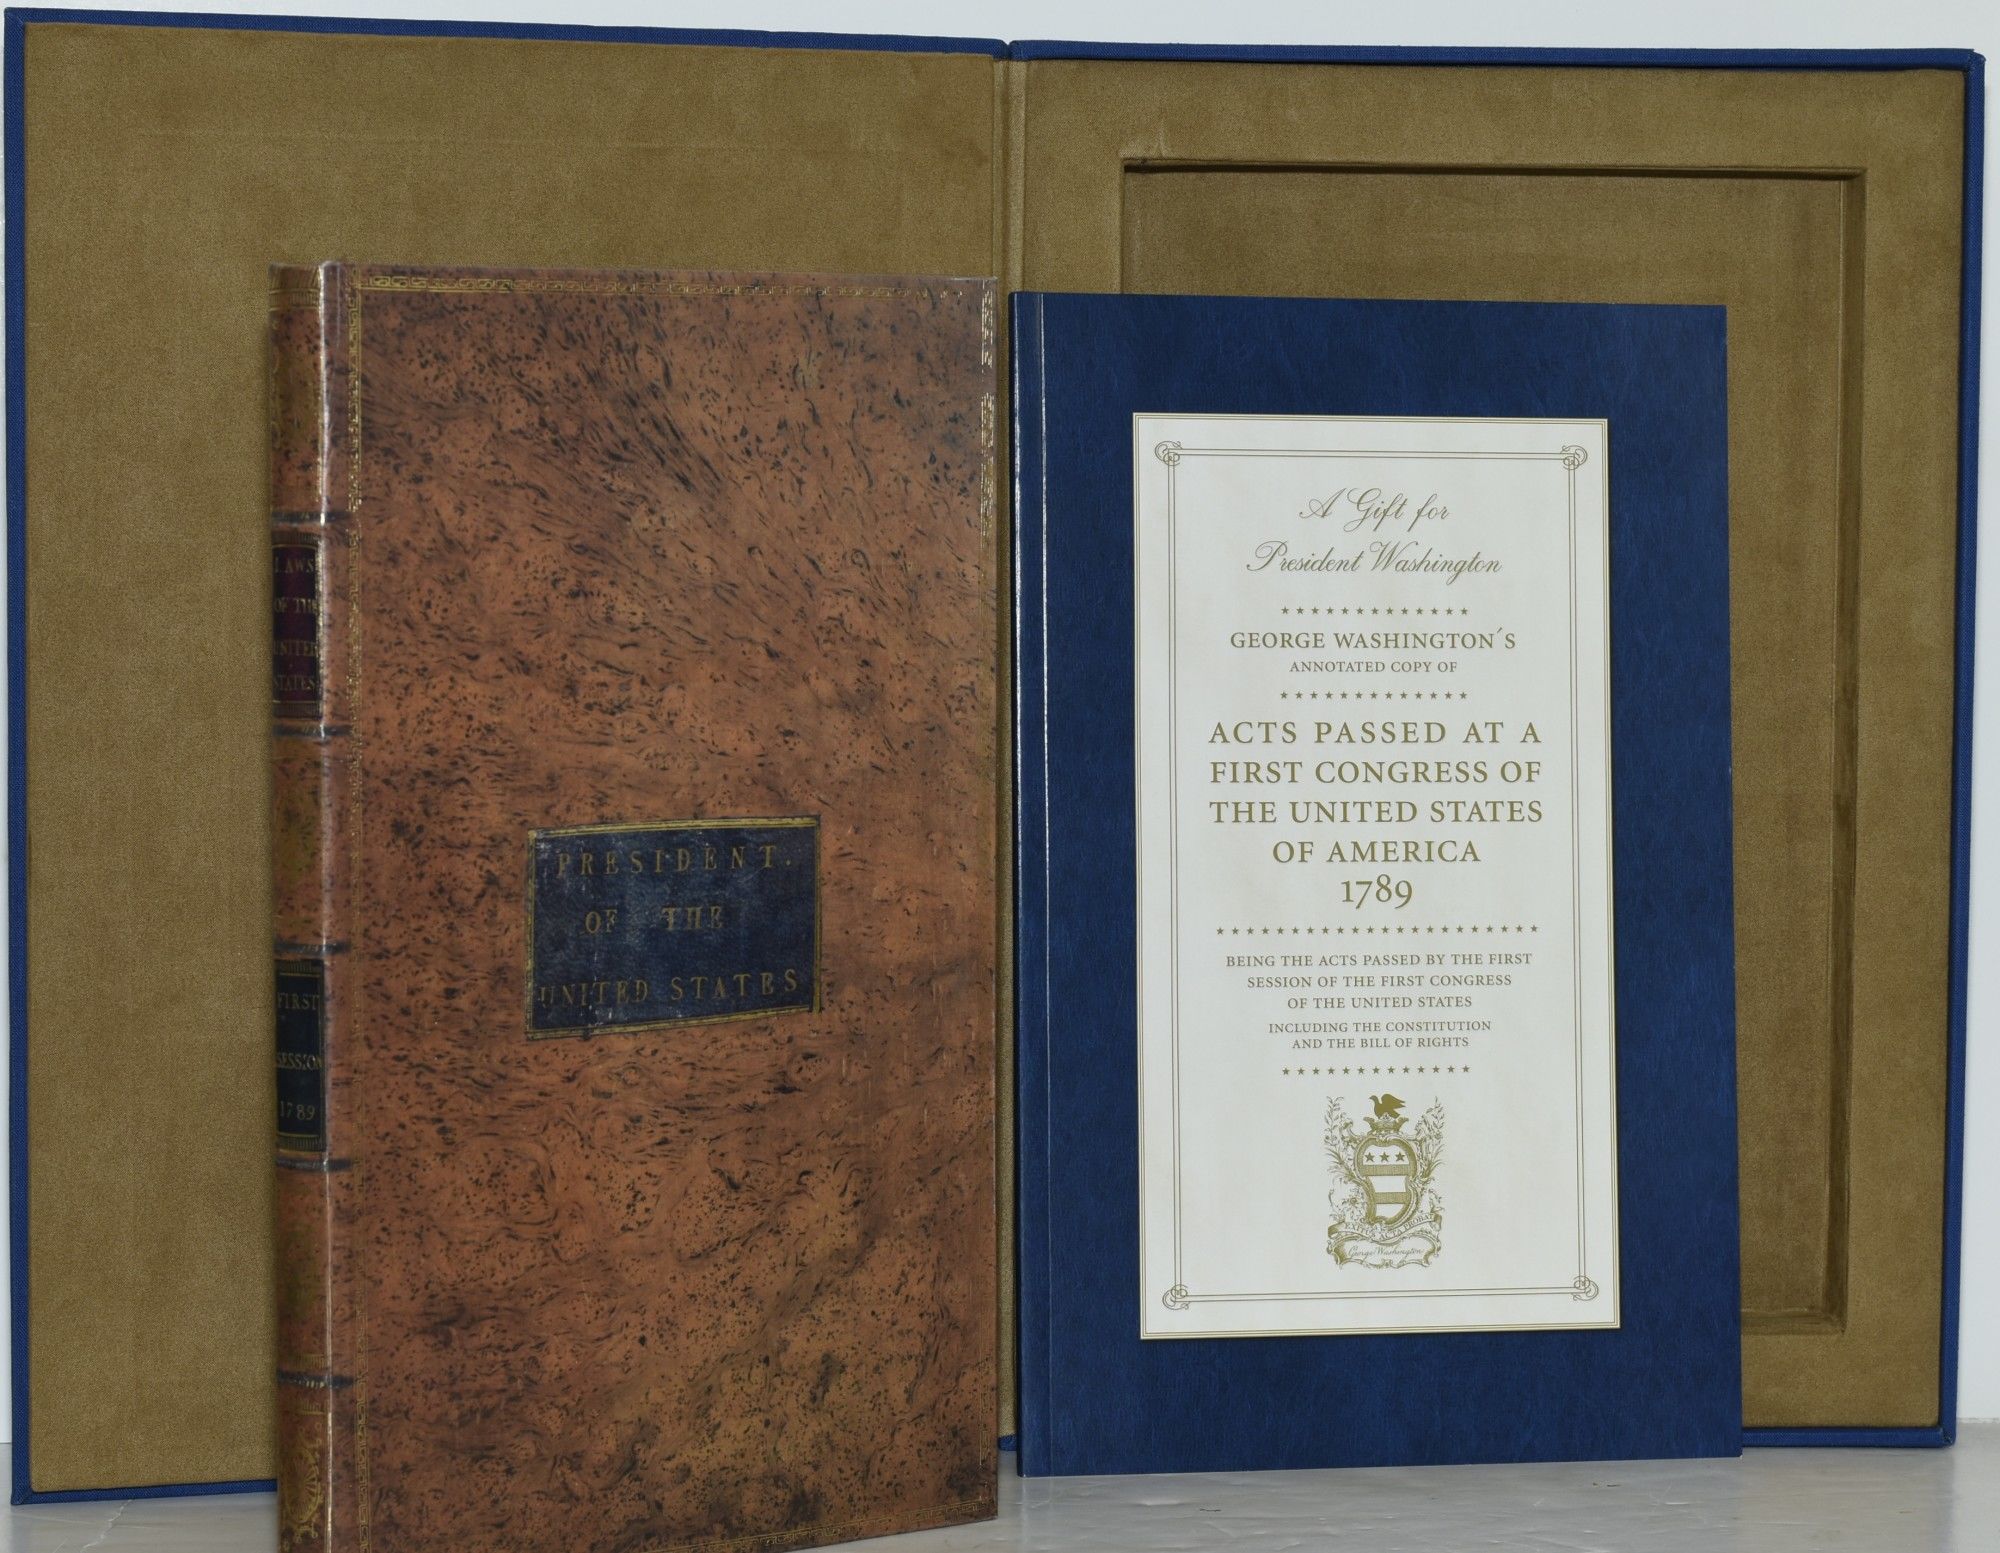 LAWS
OF THE
UNITED
STATES
FIRST
SESSION
1789
PRESIDENT.
OF THE
UNITED STATES
A Gift for
President Washington
GEORGE WASHINGTON´S
ANNOTATED COPY OF
ACTS PASSED AT A
FIRST CONGRESS OF
THE UNITED STATES
OF AMERICA
1789
BEING THE ACTS PASSED BY THE FIRST
SESSION OF THE FIRST CONGRESS
OF THE UNITED STATES
INCLUDING THE CONSTITUTION
AND THE BILL OF RIGHTS
EXITUS ACTA PROBAT
George Washington